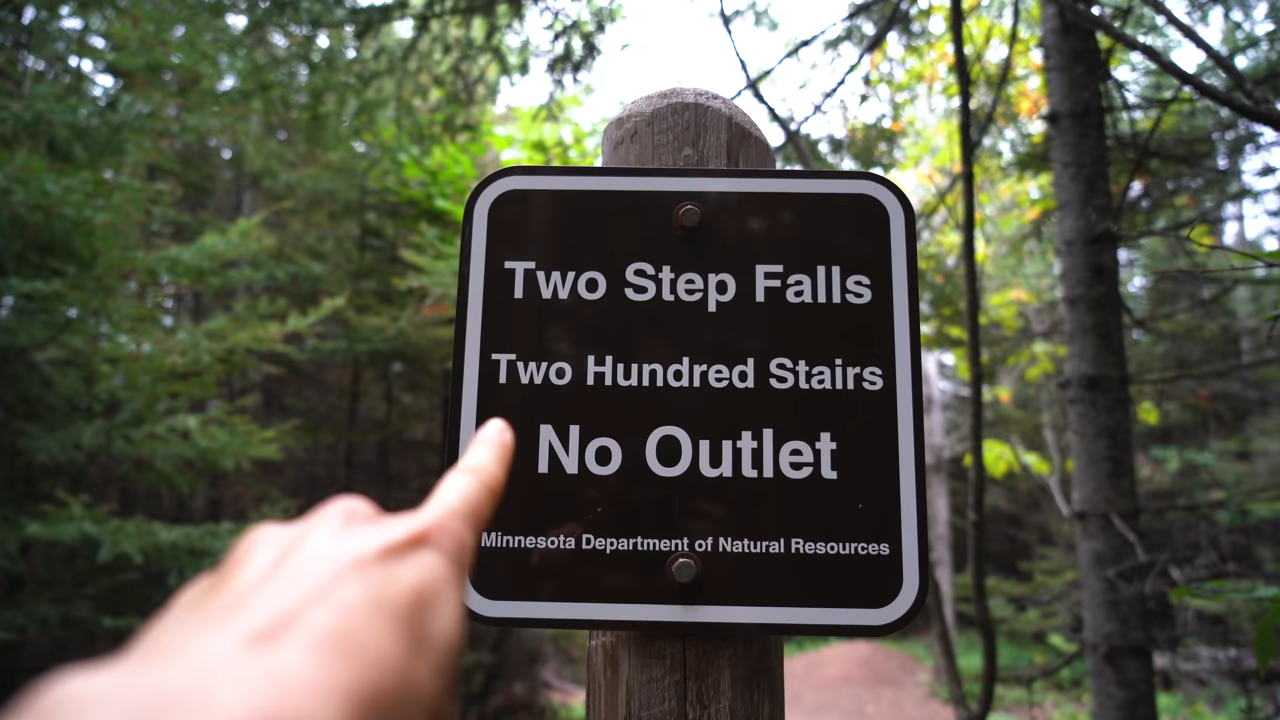 Two Step Falls
Two Hundred Stairs
No Outlet
Minnesota Department of Natural Resources